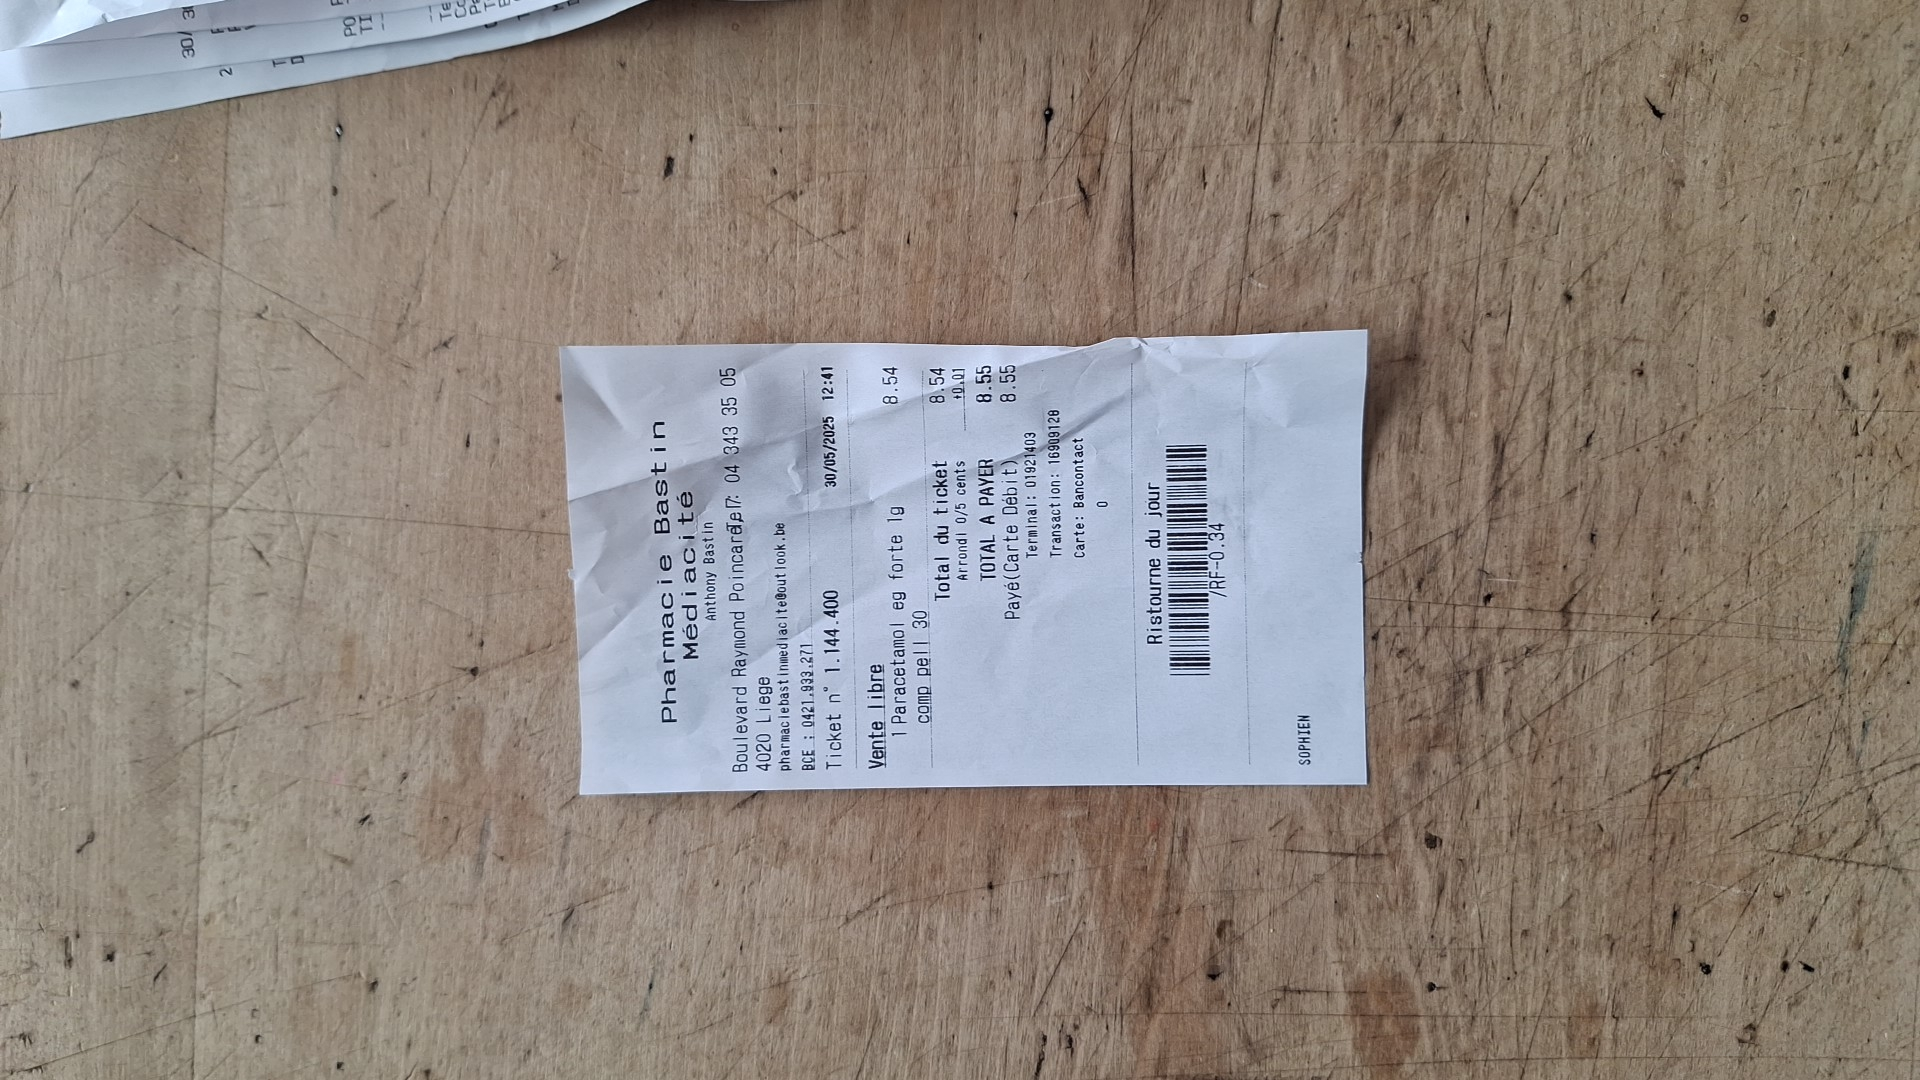 Pharmacie Bastin
Médiacité
Anthony Bastin
Boulevard Raymond Poincaré, 7 Tel: 04 343 35 05
4020 Liege
pharmaciebastinmediacite@outlook.be
BCE : 0421.933.271
Ticket n° 1.144.400 30/05/2025 12:41
Vente libre
1 Paracetamol eg forte 1g 8.54
comp pell 30
Total du ticket 8.54
Arrondi 0/5 cents +0.01
TOTAL A PAYER 8.55
Payé(Carte Débit) 8.55
Terminal: 01921403
Transaction: 16909120
Carte: Bancontact
0
Ristourne du jour
/RF-0.34
SOPHIEN